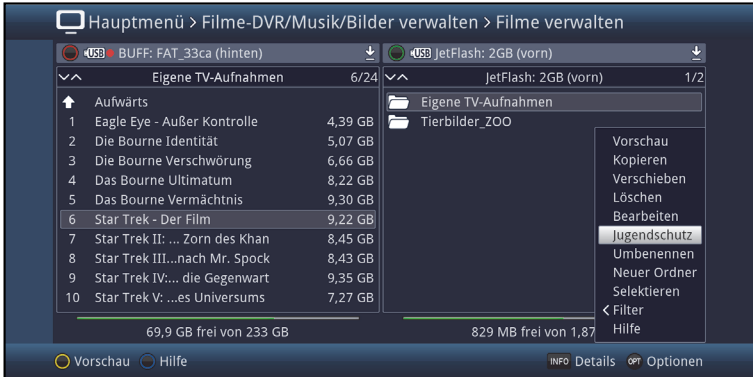 Hauptmenü > Filme-DVR/Musik/Bilder verwalten > Filme verwalten
USB BUFF: FAT_33ca (hinten)
Eigene TV-Aufnahmen 6/24
Aufwärts
1 Eagle Eye - Außer Kontrolle 4,39 GB
2 Die Bourne Identität 5,07 GB
3 Die Bourne Verschwörung 6,66 GB
4 Das Bourne Ultimatum 8,22 GB
5 Das Bourne Vermächtnis 9,30 GB
6 Star Trek - Der Film 9,22 GB
7 Star Trek II: ... Zorn des Khan 8,45 GB
8 Star Trek III...nach Mr. Spock 8,43 GB
9 Star Trek IV:... die Gegenwart 9,35 GB
10 Star Trek V: ...es Universums 7,27 GB
69,9 GB frei von 233 GB
USB JetFlash: 2GB (vorn)
JetFlash: 2GB (vorn) 1/2
Eigene TV-Aufnahmen
Tierbilder_ZOO
829 MB frei von 1,87
Vorschau
Kopieren
Verschieben
Löschen
Bearbeiten
Jugendschutz
Umbenennen
Neuer Ordner
Selektieren
< Filter
Hilfe
Vorschau Hilfe INFO Details OPT Optionen